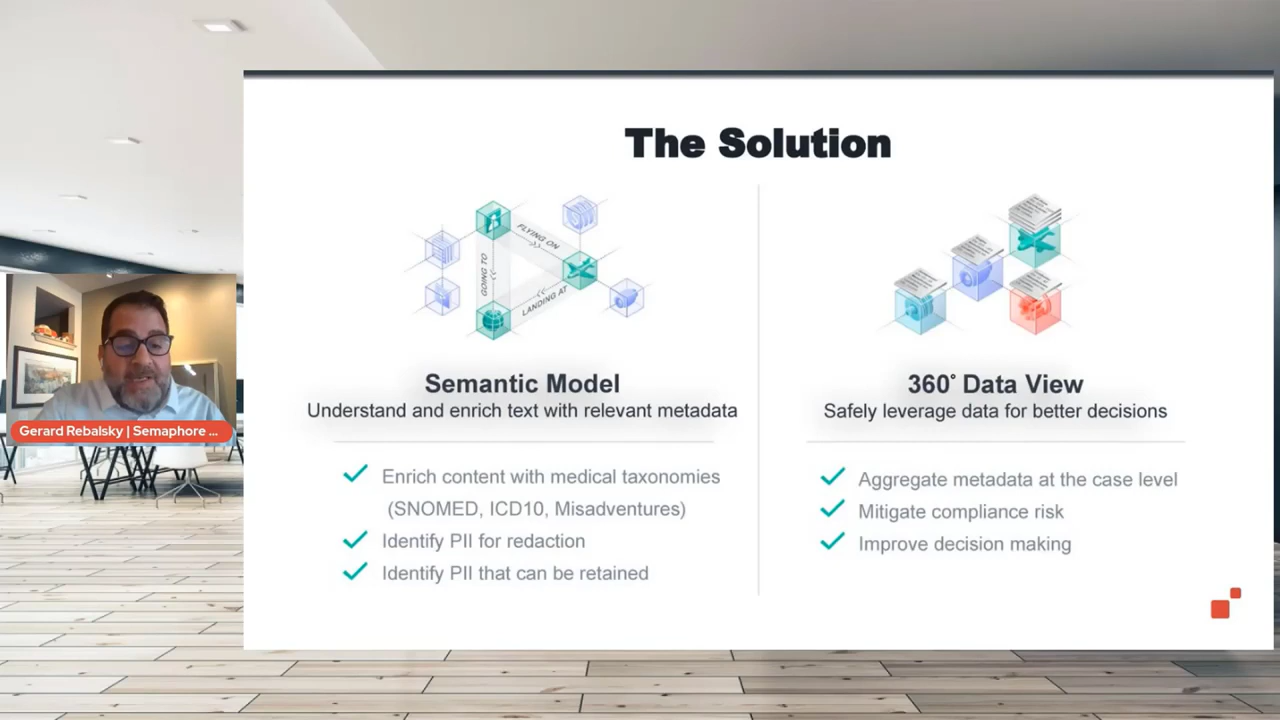 The Solution
FLYING ON
GOING TO
LANDING AT
Semantic Model
Understand and enrich text with relevant metadata
Enrich content with medical taxonomies
(SNOMED, ICD10, Misadventures)
Identify PII for redaction
Identify PII that can be retained
360° Data View
Safely leverage data for better decisions
Aggregate metadata at the case level
Mitigate compliance risk
Improve decision making
Gerard Rebalsky | Semaphore ...